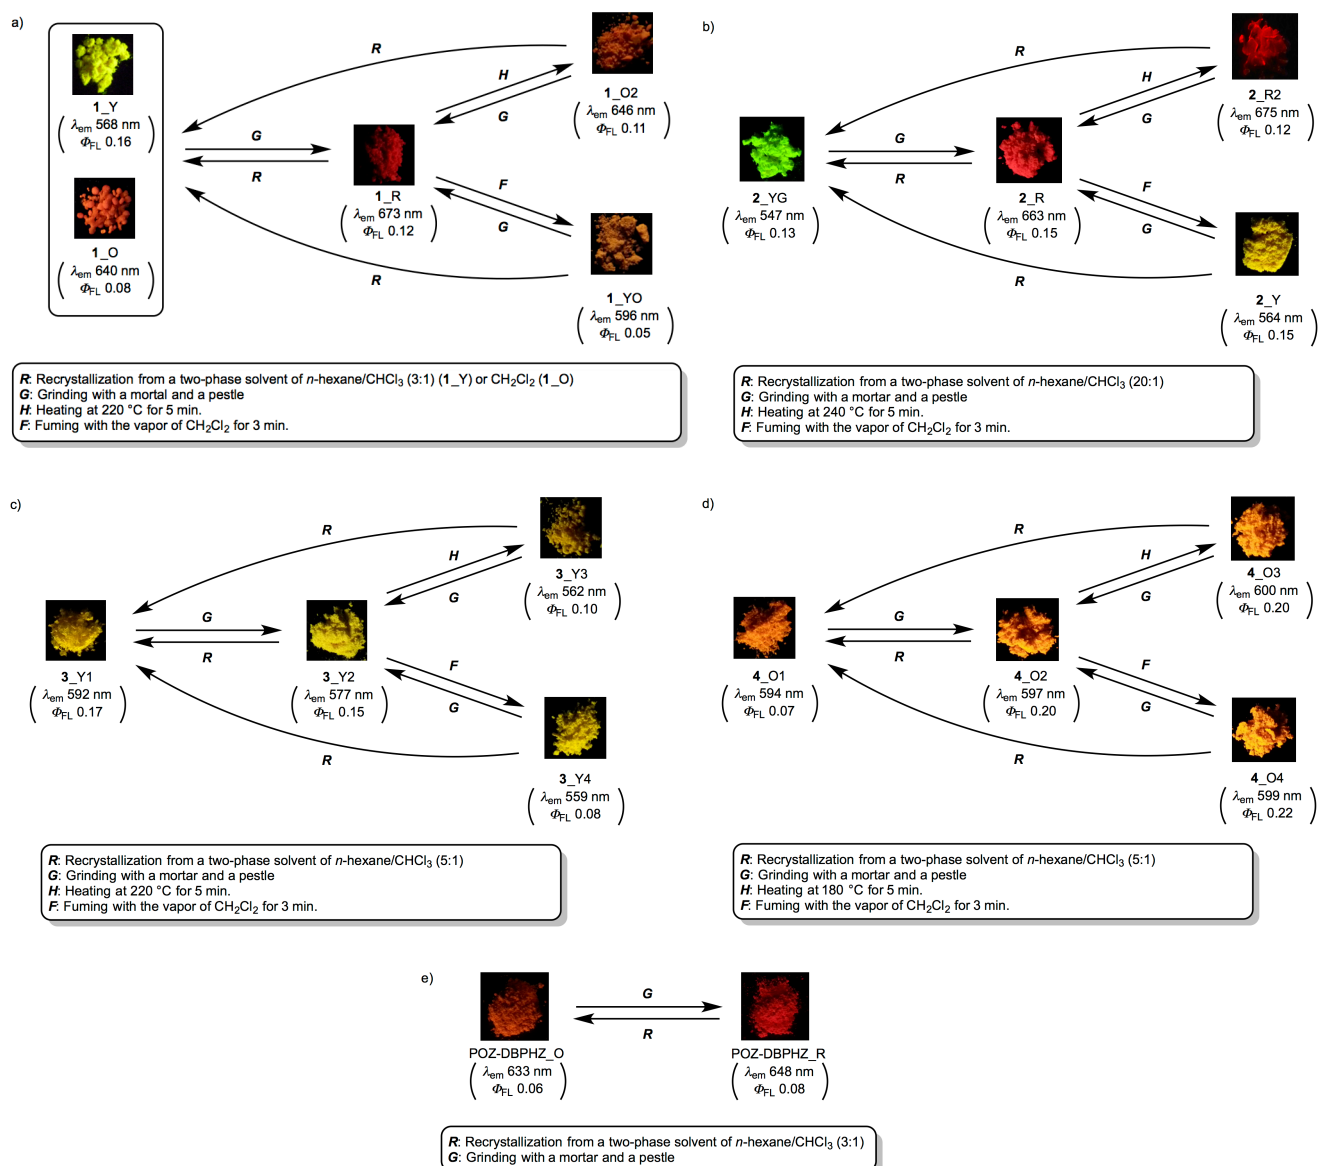 a)
R
1_Y
λem 568 nm
ΦFL 0.16
1_O
λem 640 nm
ΦFL 0.08
G
R
1_R
λem 673 nm
ΦFL 0.12
H
G
1_O2
λem 646 nm
ΦFL 0.11
F
G
1_YO
λem 596 nm
ΦFL 0.05
R
R: Recrystallization from a two-phase solvent of n-hexane/CHCl3 (3:1) (1_Y) or CH2Cl2 (1_O)
G: Grinding with a mortal and a pestle
H: Heating at 220 °C for 5 min.
F: Fuming with the vapor of CH2Cl2 for 3 min.
b)
R
2_YG
λem 547 nm
ΦFL 0.13
G
R
2_R
λem 663 nm
ΦFL 0.15
H
G
2_R2
λem 675 nm
ΦFL 0.12
F
G
2_Y
λem 564 nm
ΦFL 0.15
R
R: Recrystallization from a two-phase solvent of n-hexane/CHCl3 (20:1)
G: Grinding with a mortar and a pestle
H: Heating at 240 °C for 5 min.
F: Fuming with the vapor of CH2Cl2 for 3 min.
c)
R
3_Y1
λem 592 nm
ΦFL 0.17
G
R
3_Y2
λem 577 nm
ΦFL 0.15
H
G
3_Y3
λem 562 nm
ΦFL 0.10
F
G
3_Y4
λem 559 nm
ΦFL 0.08
R
R: Recrystallization from a two-phase solvent of n-hexane/CHCl3 (5:1)
G: Grinding with a mortar and a pestle
H: Heating at 220 °C for 5 min.
F: Fuming with the vapor of CH2Cl2 for 3 min.
d)
R
4_O1
λem 594 nm
ΦFL 0.07
G
R
4_O2
λem 597 nm
ΦFL 0.20
H
G
4_O3
λem 600 nm
ΦFL 0.20
F
G
4_O4
λem 599 nm
ΦFL 0.22
R
R: Recrystallization from a two-phase solvent of n-hexane/CHCl3 (5:1)
G: Grinding with a mortar and a pestle
H: Heating at 180 °C for 5 min.
F: Fuming with the vapor of CH2Cl2 for 3 min.
e)
POZ-DBPHZ_O
λem 633 nm
ΦFL 0.06
G
R
POZ-DBPHZ_R
λem 648 nm
ΦFL 0.08
R: Recrystallization from a two-phase solvent of n-hexane/CHCl3 (3:1)
G: Grinding with a mortar and a pestle